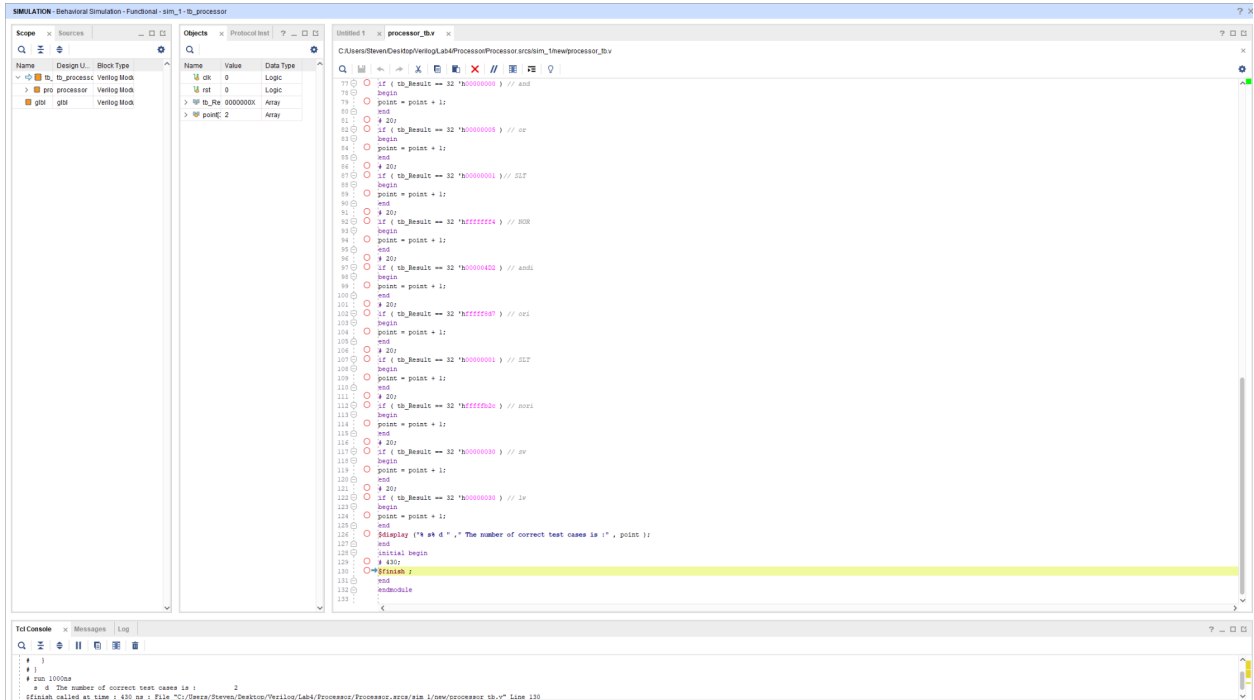 SIMULATION - Behavioral Simulation - Functional - sim_1 - tb_processor
Scope Sources
Name Design U... Block Type
tb_ tb_processc Verilog Modu
pro processor Verilog Modu
glbl glbl Verilog Modu
Objects Protocol Inst
Name Value Data Type
clk 0 Logic
rst 0 Logic
tb_Re 0000000X Array
point[ 2 Array
Untitled 1 processor_tb.v
C:/Users/Steven/Desktop/Verilog/Lab4/Processor/Processor.srcs/sim_1/new/processor_tb.v
77 if ( tb_Result == 32 'h00000000 ) // and
78 begin
79 point = point + 1;
80 end
81 # 20;
82 if ( tb_Result == 32 'h00000005 ) // or
83 begin
84 point = point + 1;
85 end
86 # 20;
87 if ( tb_Result == 32 'h00000001 )// SLT
88 begin
89 point = point + 1;
90 end
91 # 20;
92 if ( tb_Result == 32 'hfffffff4 ) // NOR
93 begin
94 point = point + 1;
95 end
96 # 20;
97 if ( tb_Result == 32 'h000004D2 ) // andi
98 begin
99 point = point + 1;
100 end
101 # 20;
102 if ( tb_Result == 32 'hfffff8d7 ) // ori
103 begin
104 point = point + 1;
105 end
106 # 20;
107 if ( tb_Result == 32 'h00000001 ) // SLT
108 begin
109 point = point + 1;
110 end
111 # 20;
112 if ( tb_Result == 32 'hfffffb2c ) // nori
113 begin
114 point = point + 1;
115 end
116 # 20;
117 if ( tb_Result == 32 'h00000030 ) // sw
118 begin
119 point = point + 1;
120 end
121 # 20;
122 if ( tb_Result == 32 'h00000030 ) // lw
123 begin
124 point = point + 1;
125 end
126 $display ("% s% d " ," The number of correct test cases is :" , point );
127 end
128 initial begin
129 # 430;
130 $finish ;
131 end
132 endmodule
133
Tcl Console Messages Log
# }
# }
# run 1000ns
s d The number of correct test cases is : 2
$finish called at time : 430 ns : File "C:/Users/Steven/Desktop/Verilog/Lab4/Processor/Processor.srcs/sim_1/new/processor_tb.v" Line 130